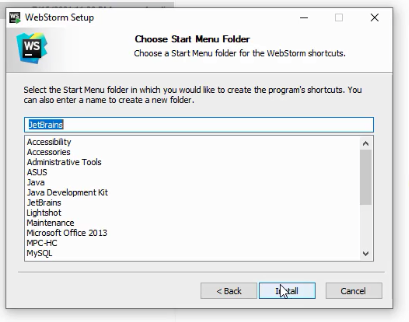 WebStorm Setup
WS
Choose Start Menu Folder
Choose a Start Menu folder for the WebStorm shortcuts.
Select the Start Menu folder in which you would like to create the program's shortcuts. You
can also enter a name to create a new folder.
JetBrains
Accessibility
Accessories
Administrative Tools
ASUS
Java
Java Development Kit
JetBrains
Lightshot
Maintenance
Microsoft Office 2013
MPC-HC
MySQL
< Back
Install
Cancel